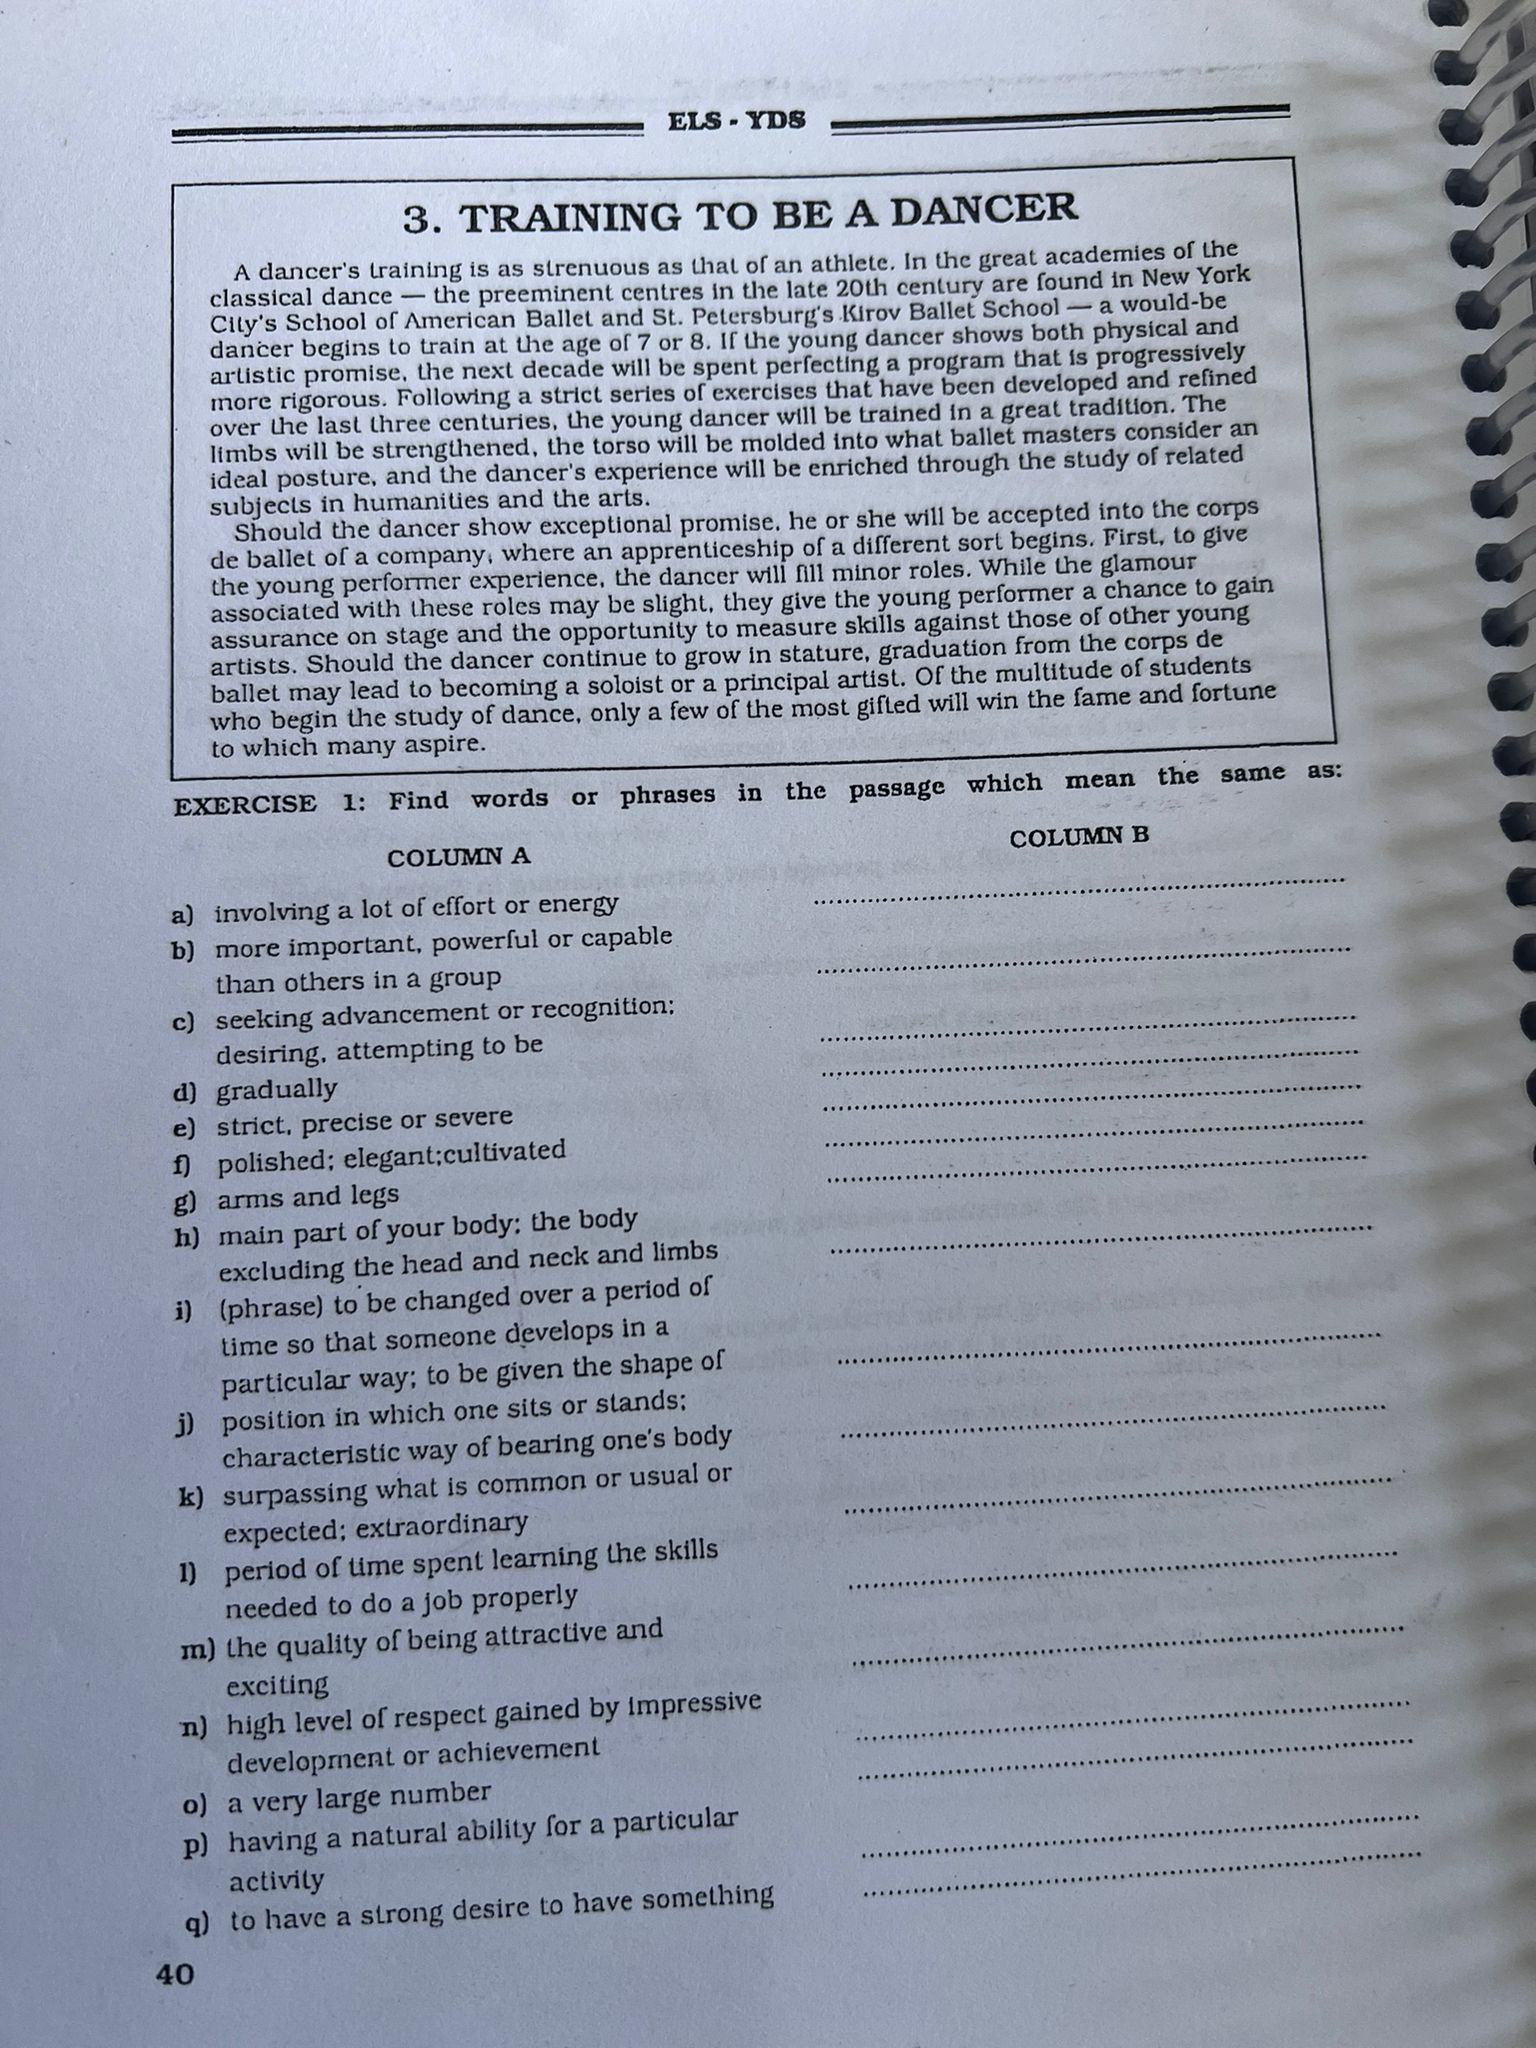 ELS - YDS
3. TRAINING TO BE A DANCER
A dancer's training is as strenuous as that of an athlete. In the great academies of the
classical dance — the preeminent centres in the late 20th century are found in New York
City's School of American Ballet and St. Petersburg's Kirov Ballet School — a would-be
dancer begins to train at the age of 7 or 8. If the young dancer shows both physical and
artistic promise, the next decade will be spent perfecting a program that is progressively
more rigorous. Following a strict series of exercises that have been developed and refined
over the last three centuries, the young dancer will be trained in a great tradition. The
limbs will be strengthened, the torso will be molded into what ballet masters consider an
ideal posture, and the dancer's experience will be enriched through the study of related
subjects in humanities and the arts.
Should the dancer show exceptional promise, he or she will be accepted into the corps
de ballet of a company, where an apprenticeship of a different sort begins. First, to give
the young performer experience, the dancer will fill minor roles. While the glamour
associated with these roles may be slight, they give the young performer a chance to gain
assurance on stage and the opportunity to measure skills against those of other young
artists. Should the dancer continue to grow in stature, graduation from the corps de
ballet may lead to becoming a soloist or a principal artist. Of the multitude of students
who begin the study of dance, only a few of the most gifted will win the fame and fortune
to which many aspire.
EXERCISE 1: Find words or phrases in the passage which mean the same as:
COLUMN A
COLUMN B
a) involving a lot of effort or energy
b) more important, powerful or capable
than others in a group
c) seeking advancement or recognition;
desiring, attempting to be
d) gradually
e) strict, precise or severe
f) polished; elegant;cultivated
g) arms and legs
h) main part of your body; the body
excluding the head and neck and limbs
i) (phrase) to be changed over a period of
time so that someone develops in a
particular way; to be given the shape of
j) position in which one sits or stands;
characteristic way of bearing one's body
k) surpassing what is common or usual or
expected; extraordinary
l) period of time spent learning the skills
needed to do a job properly
m) the quality of being attractive and
exciting
n) high level of respect gained by impressive
development or achievement
o) a very large number
p) having a natural ability for a particular
activity
q) to have a strong desire to have something
40